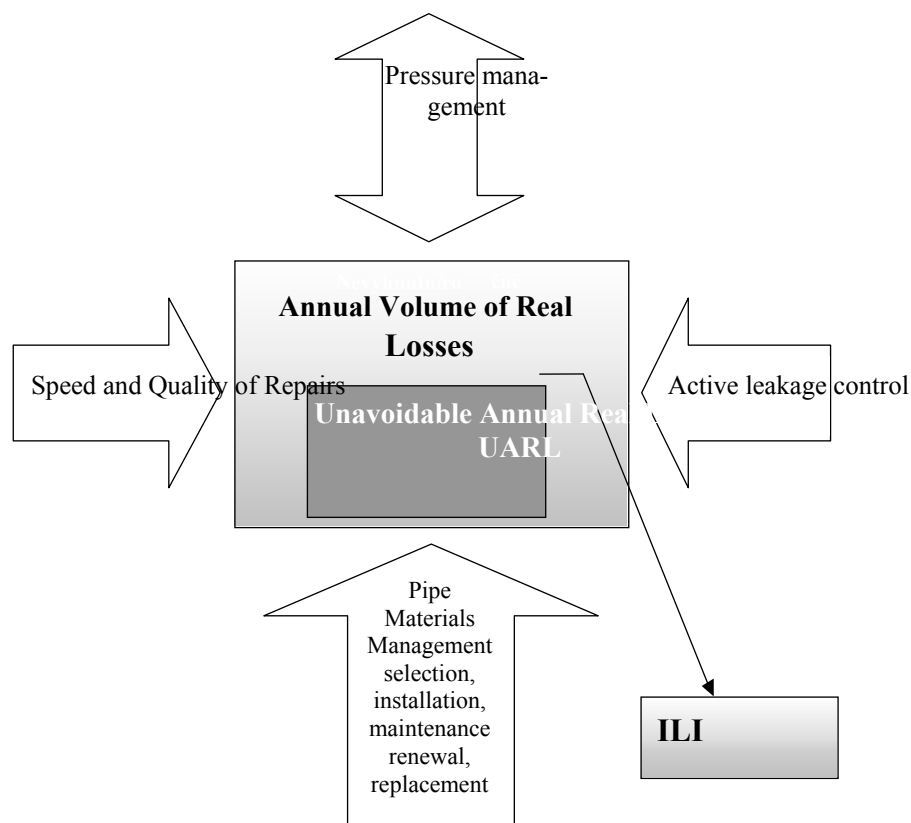 Pressure mana-
gement
Annual Volume of Real
Losses
Speed and Quality of Repairs
Active leakage control
Unavoidable Annual Rea
UARL
Pipe
Materials
Management
selection,
installation,
maintenance
renewal,
replacement
ILI